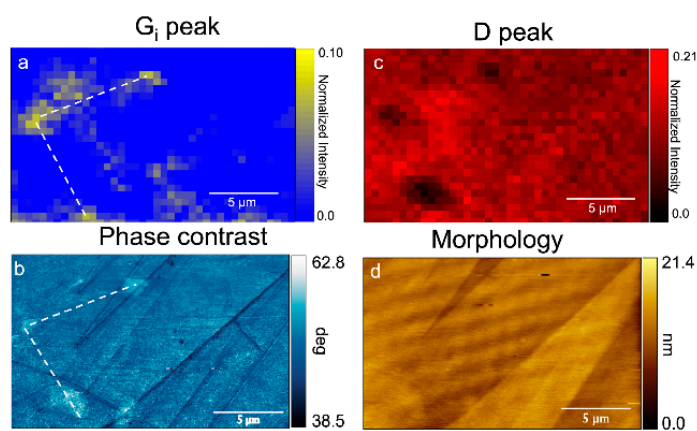 Gi peak
D peak
a
0.10
Normalized Intensity
0.0
5 μm
c
0.21
Normalized Intensity
0.0
5 μm
Phase contrast
Morphology
b
62.8
deg
38.5
5 μm
d
21.4
nm
0.0
5 μm